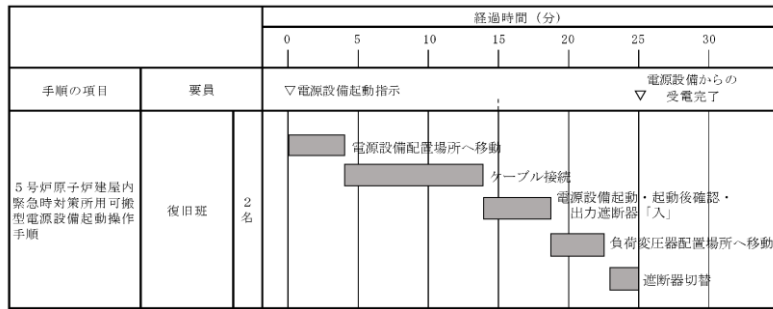 経過時間（分）
0 5 10 15 20 25 30
手順の項目 要員 ▽電源設備起動指示
電源設備からの
▽ 受電完了
5号炉原子炉建屋内
緊急時対策所用可搬
型電源設備起動操作
手順
復旧班
2
名
電源設備配置場所へ移動
ケーブル接続
電源設備起動・起動後確認・
出力遮断器「入」
負荷変圧器配置場所へ移動
遮断器切替